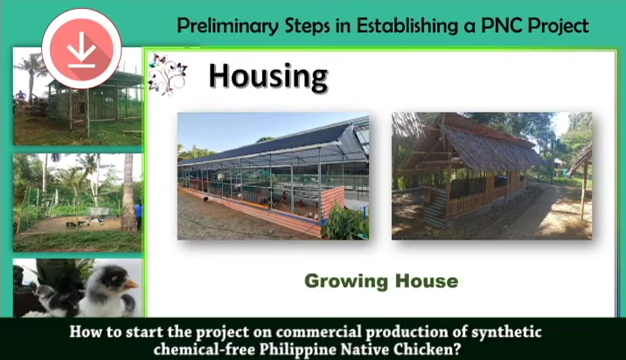 Preliminary Steps in Establishing a PNC Project
Housing
Growing House
How to start the project on commercial production of synthetic
chemical-free Philippine Native Chicken?